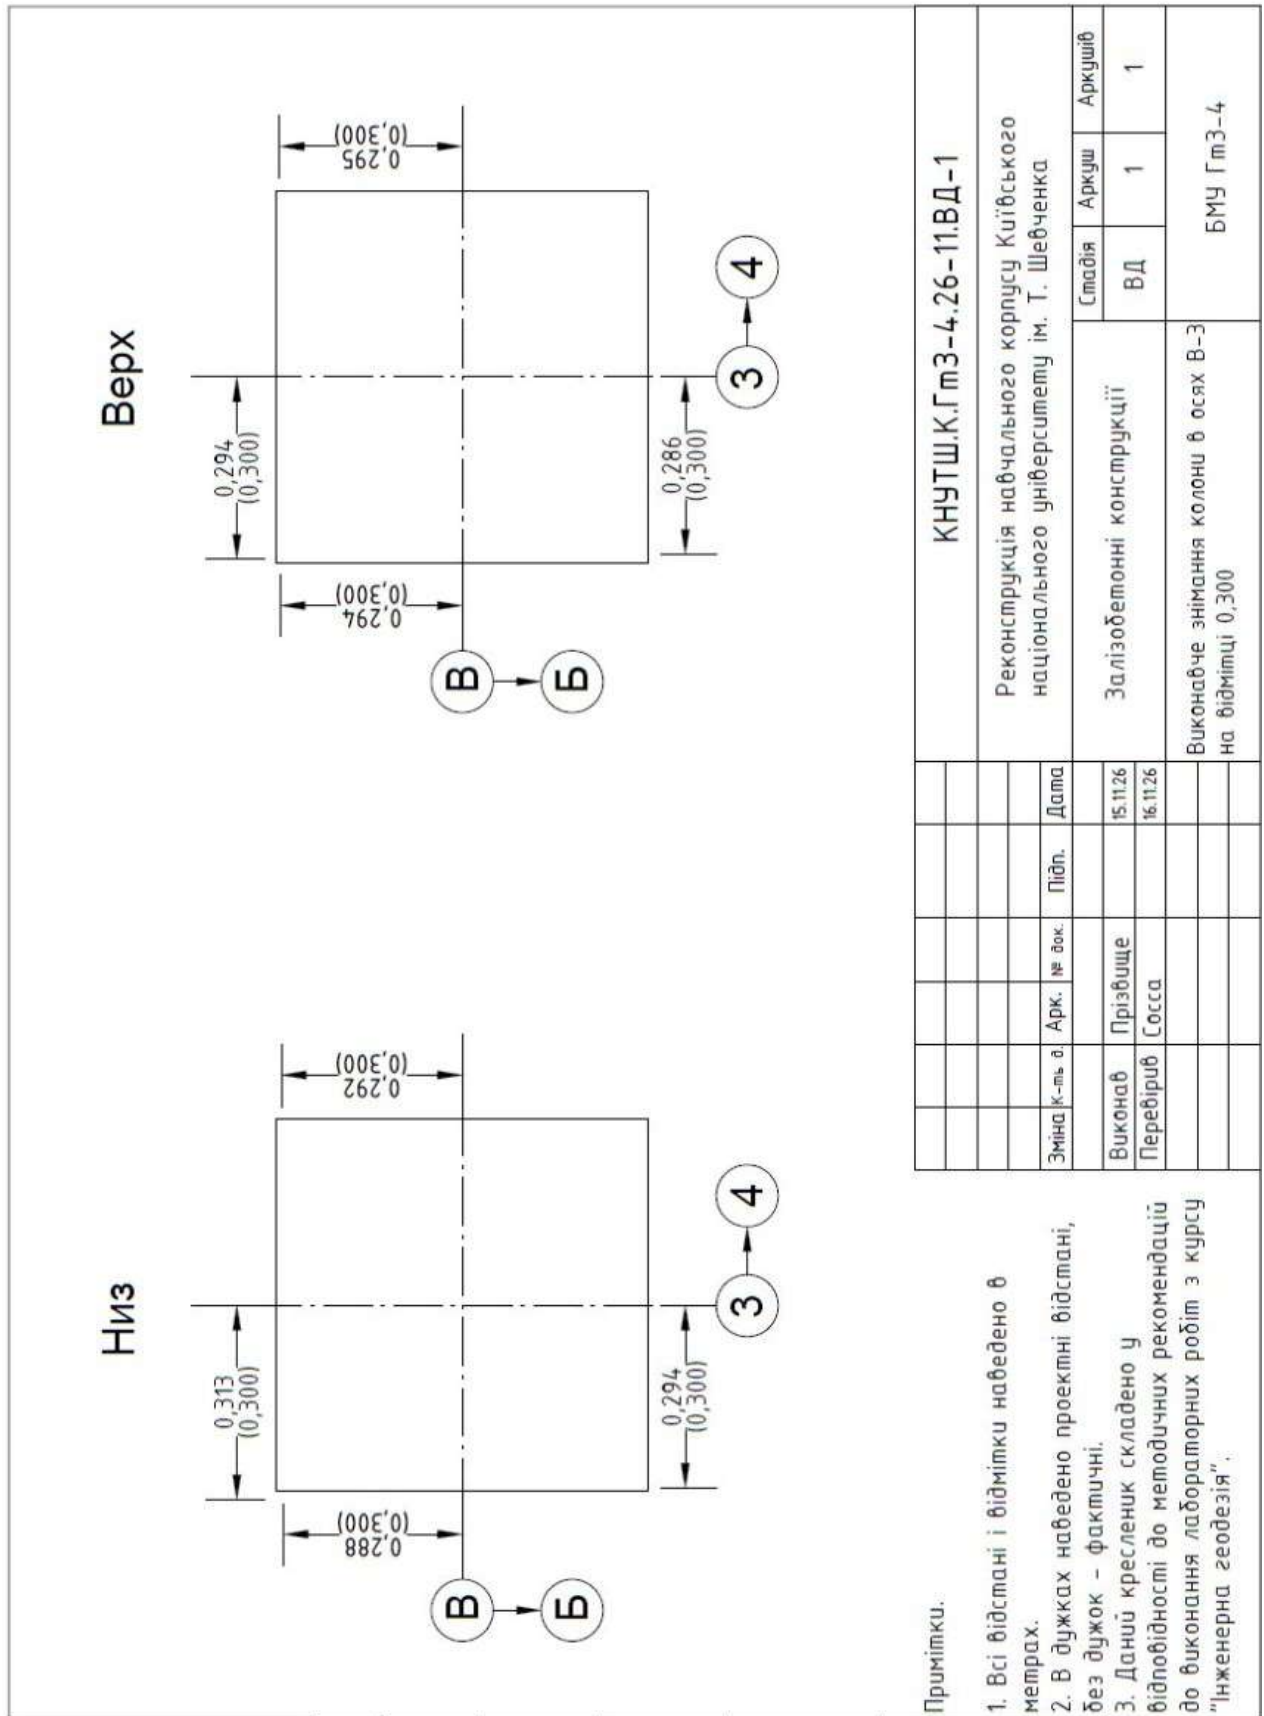 Низ
0,313
(0,300)
0,288
(0,300)
0,292
(0,300)
0,294
(0,300)
В
Б
3
4
Верх
0,294
(0,300)
0,294
(0,300)
0,295
(0,300)
0,286
(0,300)
В
Б
3
4
Примітки.
1. Всі відстані і відмітки наведено в
метрах.
2. В дужках наведено проектні відстані,
без дужок – фактичні.
3. Даний кресленик складено у
відповідності до методичних рекомендацій
до виконання лабораторних робіт з курсу
"Інженерна геодезія".
КНУТШ.К.ГтЗ-4.26-11.ВД-1
Реконструкція навчального корпусу Київського
національного університету ім. Т. Шевченка
Зміна К-ть д. Арк. № док. Підп. Дата
Виконав Прізвище 15.11.26
Перевірив Сосса 16.11.26
Залізобетонні конструкції
Стадія Аркуш Аркушів
ВД 1 1
Виконавче знімання колони в осях В-3
на відмітці 0,300
БМУ ГтЗ-4